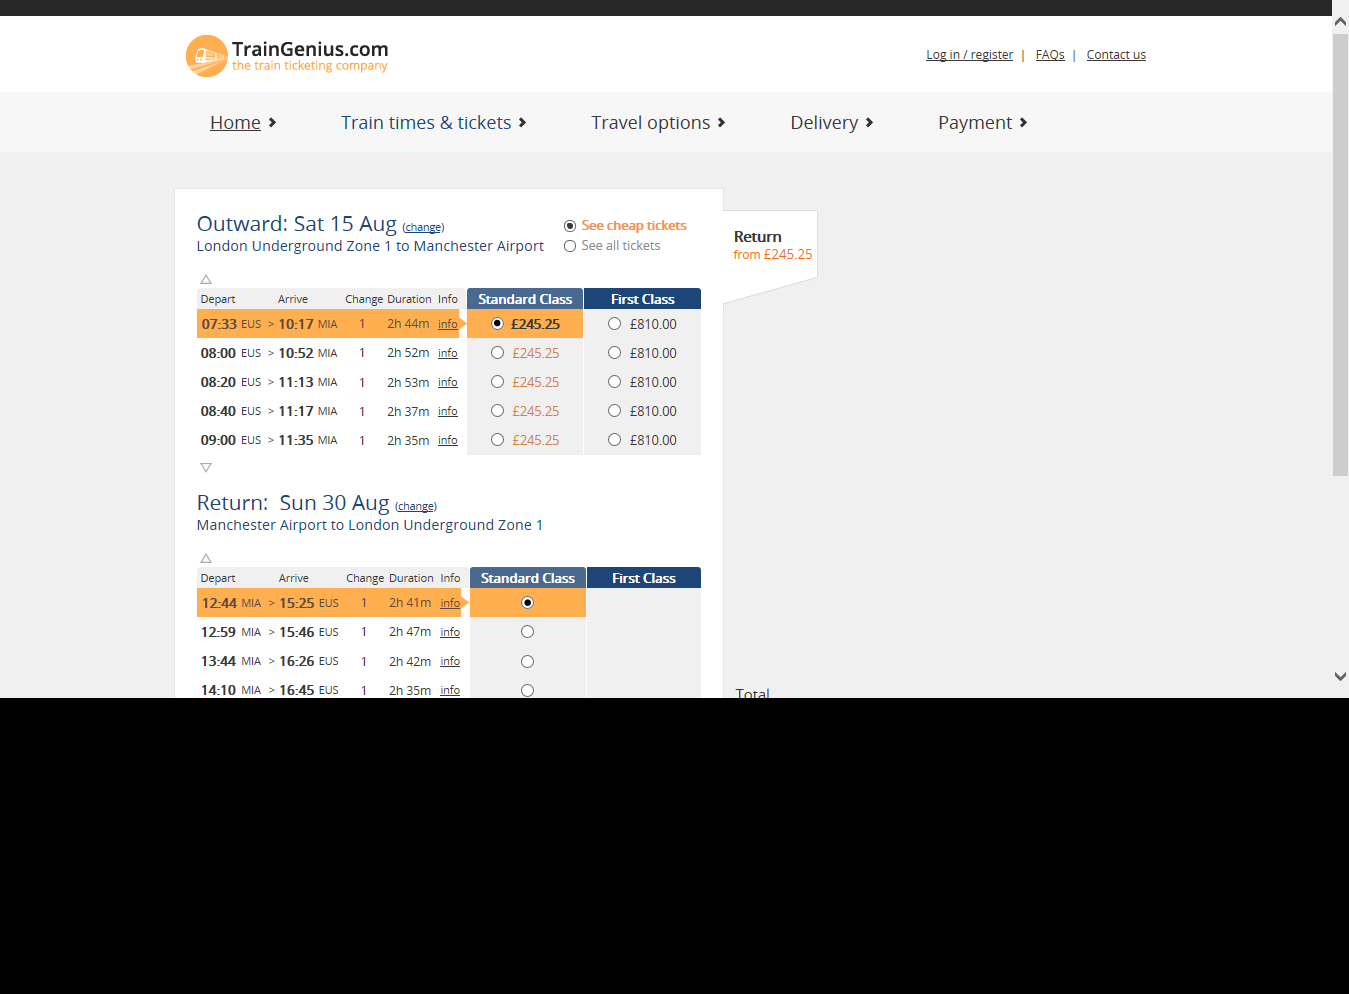 TrainGenius.com
the train ticketing company
Log in / register | FAQs | Contact us
Home Train times & tickets Travel options Delivery Payment
Outward: Sat 15 Aug (change)
London Underground Zone 1 to Manchester Airport
See cheap tickets
See all tickets
Return
from £245.25
Depart Arrive Change Duration Info Standard Class First Class
07:33 EUS > 10:17 MIA 1 2h 44m info £245.25 £810.00
08:00 EUS > 10:52 MIA 1 2h 52m info £245.25 £810.00
08:20 EUS > 11:13 MIA 1 2h 53m info £245.25 £810.00
08:40 EUS > 11:17 MIA 1 2h 37m info £245.25 £810.00
09:00 EUS > 11:35 MIA 1 2h 35m info £245.25 £810.00
Return: Sun 30 Aug (change)
Manchester Airport to London Underground Zone 1
Depart Arrive Change Duration Info Standard Class First Class
12:44 MIA > 15:25 EUS 1 2h 41m info
12:59 MIA > 15:46 EUS 1 2h 47m info
13:44 MIA > 16:26 EUS 1 2h 42m info
14:10 MIA > 16:45 EUS 1 2h 35m info
Total